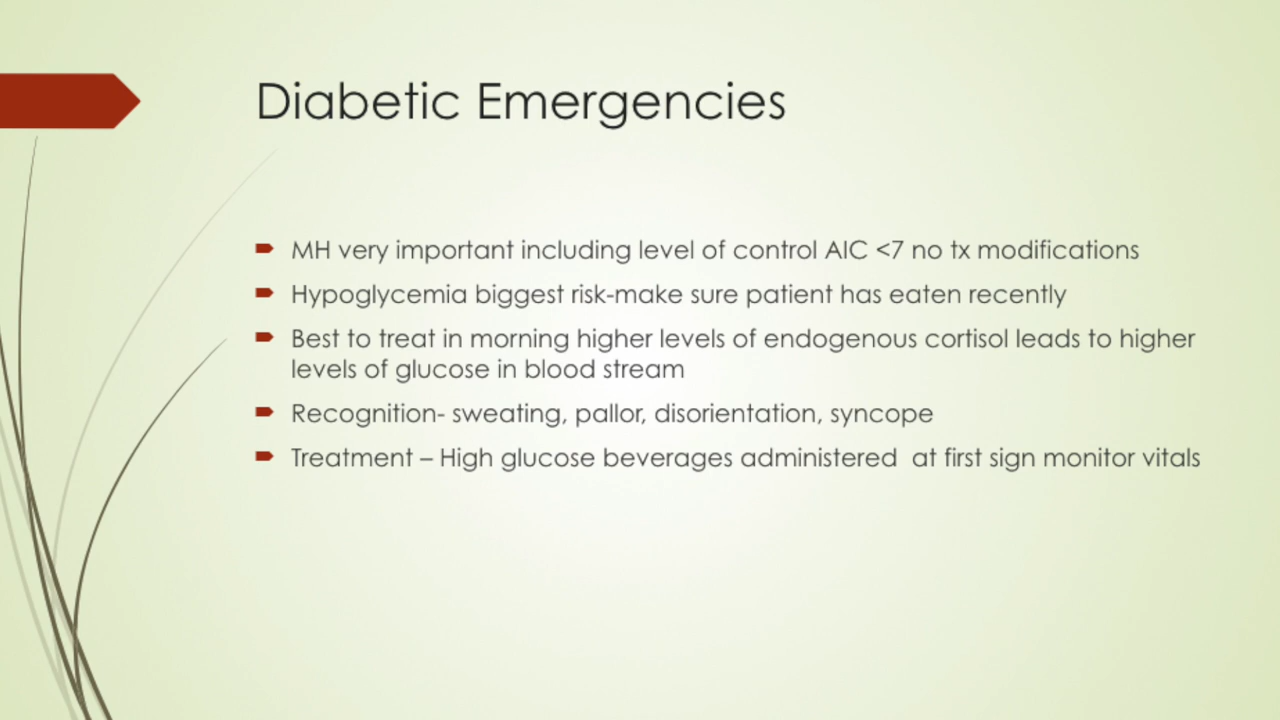 Diabetic Emergencies
MH very important including level of control AIC <7 no tx modifications
Hypoglycemia biggest risk-make sure patient has eaten recently
Best to treat in morning higher levels of endogenous cortisol leads to higher
levels of glucose in blood stream
Recognition- sweating, pallor, disorientation, syncope
Treatment – High glucose beverages administered  at first sign monitor vitals